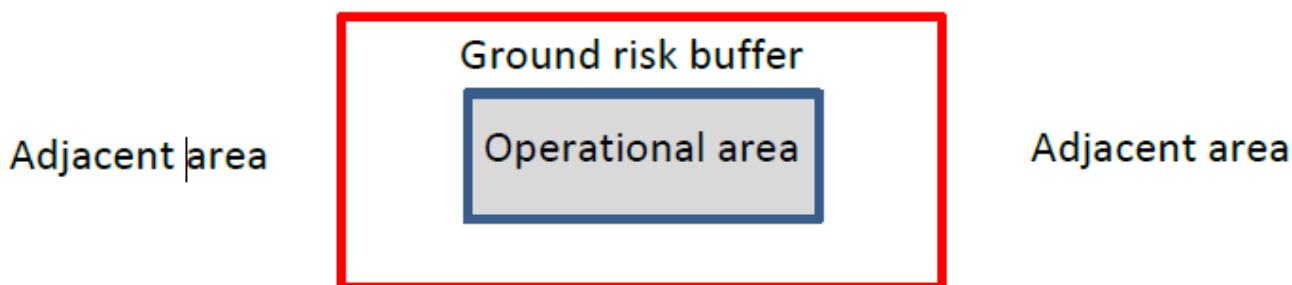 Ground risk buffer
Adjacent area
Operational area
Adjacent area